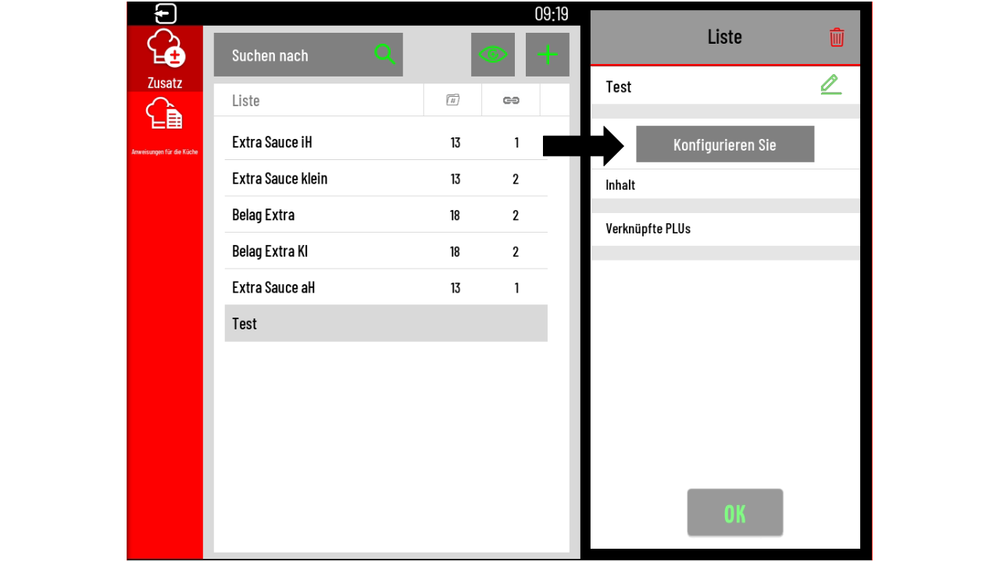 09:19
Zusatz
Anweisungen für die Küche
Suchen nach
Liste #
Extra Sauce iH 13 1
Extra Sauce klein 13 2
Belag Extra 18 2
Belag Extra Kl 18 2
Extra Sauce aH 13 1
Test
Liste
Test
Konfigurieren Sie
Inhalt
Verknüpfte PLUs
OK